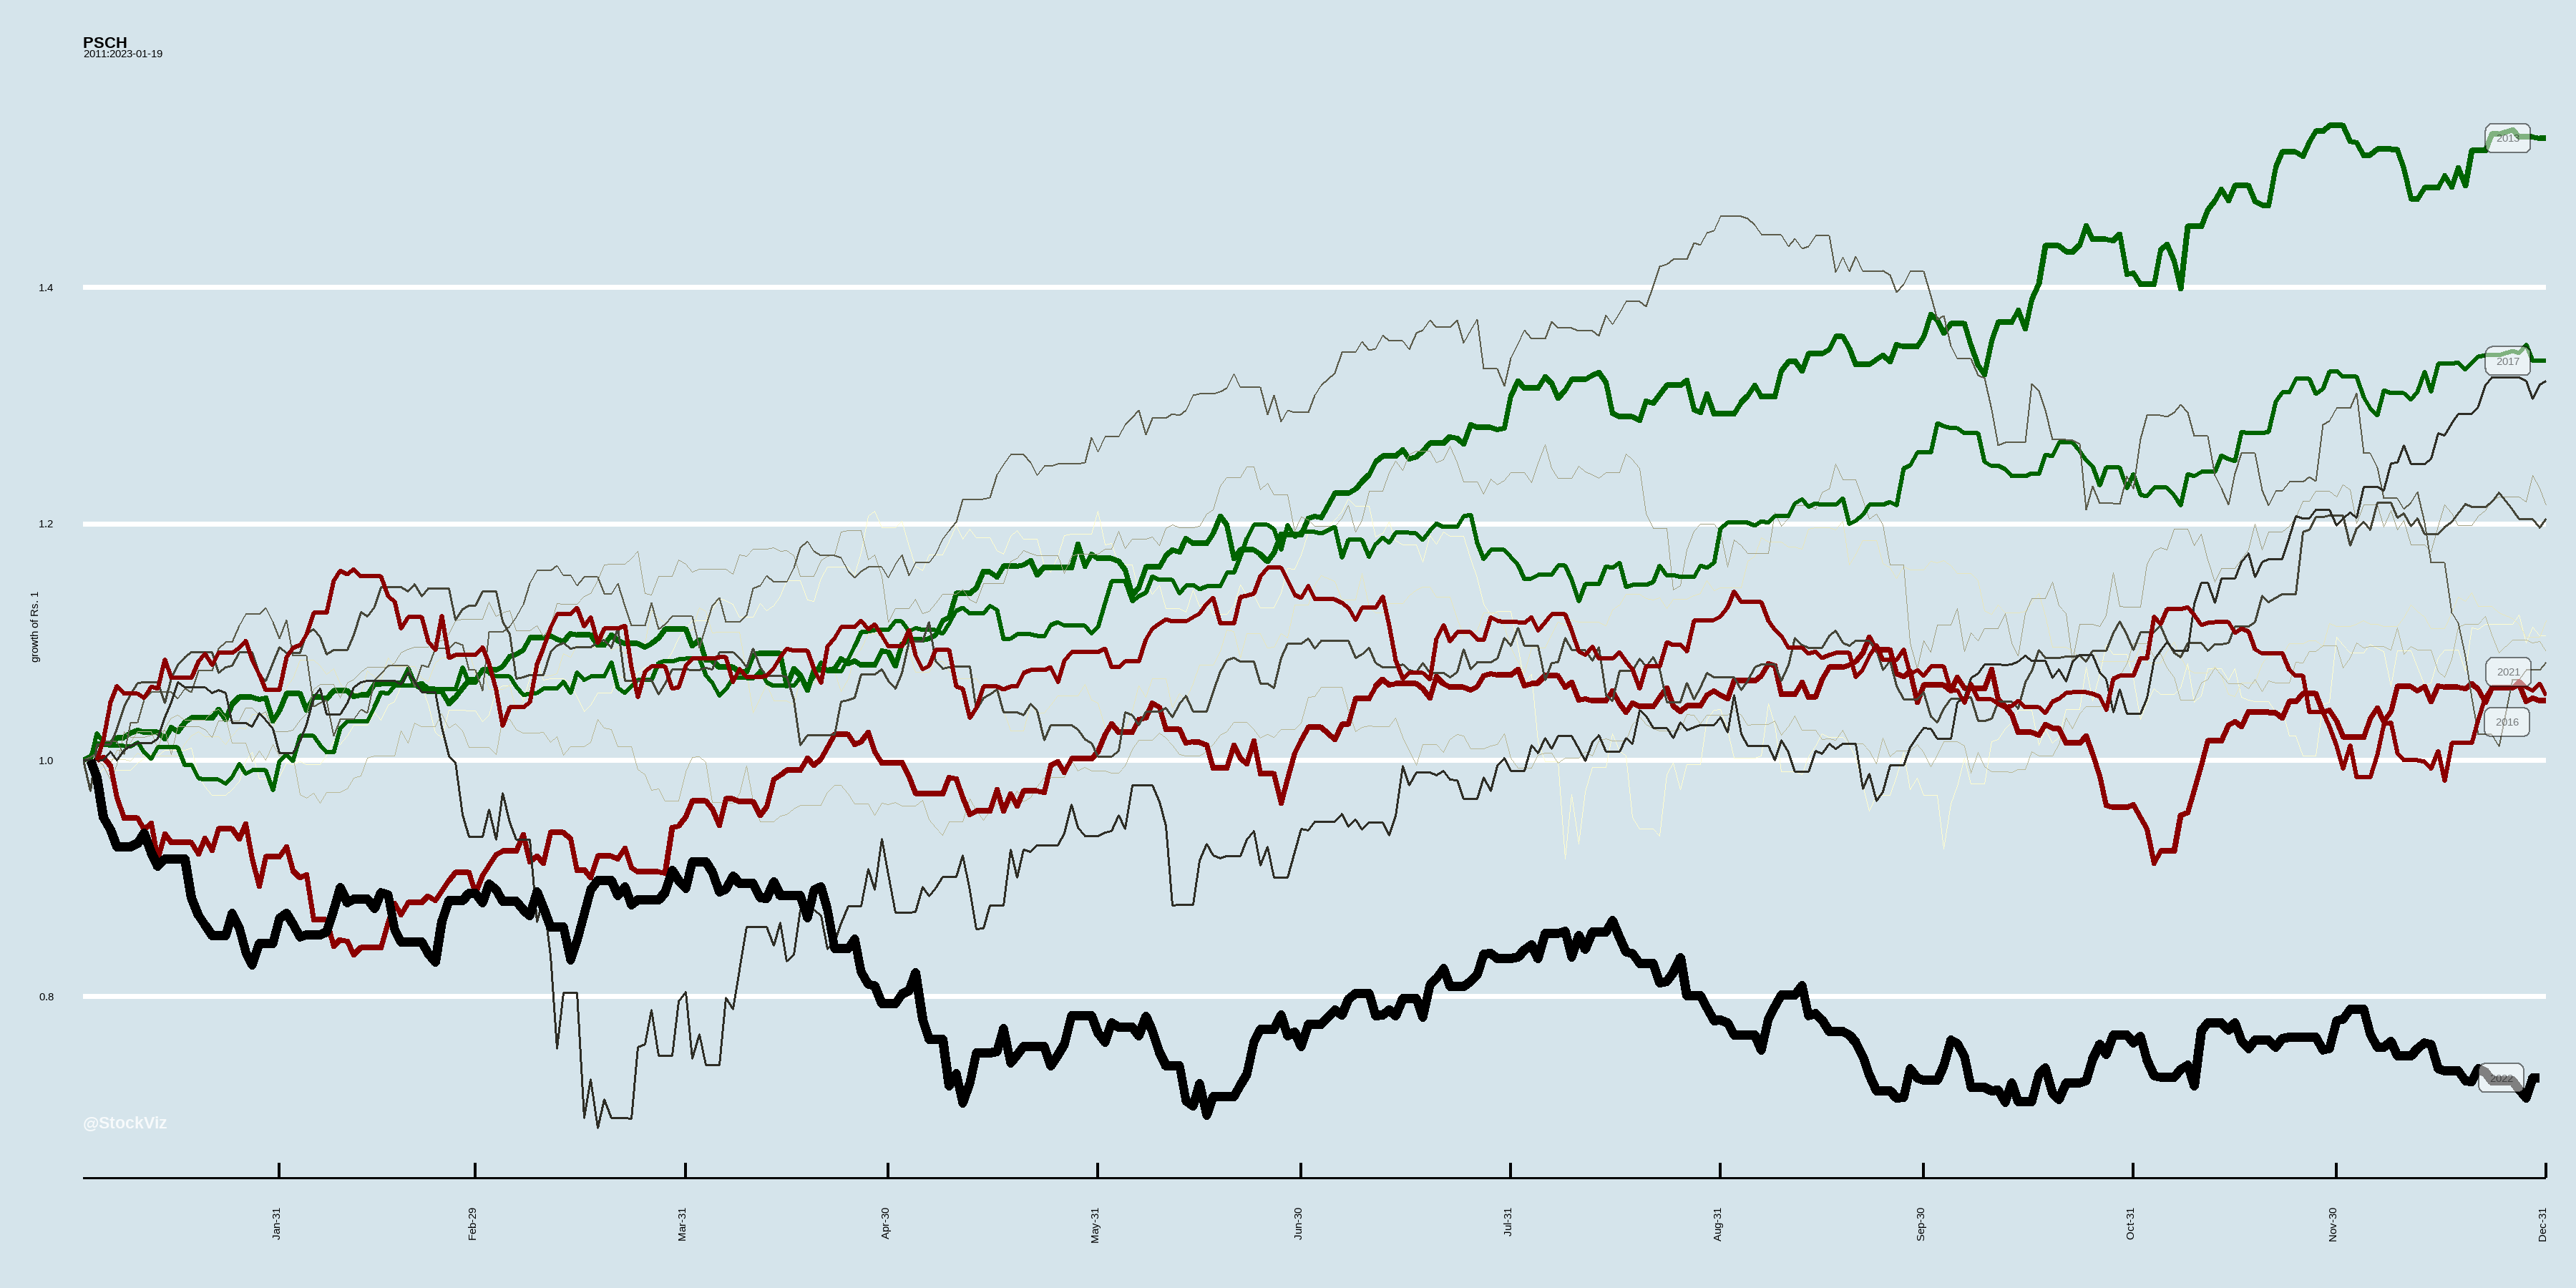 PSCH
2011:2023-01-19
growth of Rs. 1
1.4
1.2
1.0
0.8
2013
2017
2021
2016
2022
@StockViz
Jan-31
Feb-29
Mar-31
Apr-30
May-31
Jun-30
Jul-31
Aug-31
Sep-30
Oct-31
Nov-30
Dec-31